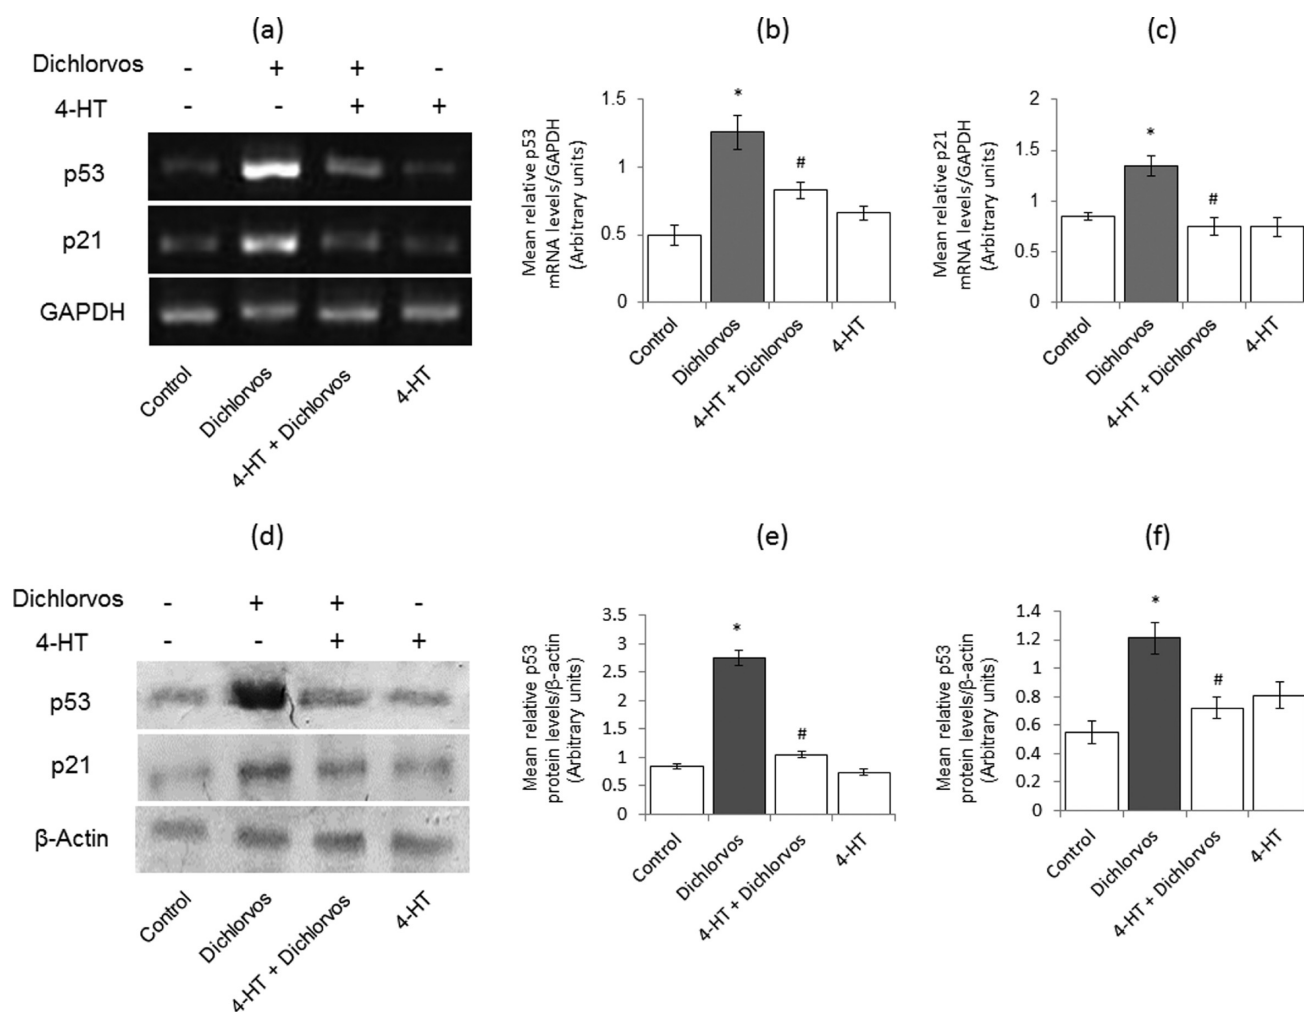 (a)
Dichlorvos - + + -
4-HT - - + +
p53
p21
GAPDH
Control
Dichlorvos
4-HT + Dichlorvos
4-HT
(b)
Mean relative p53
mRNA levels/GAPDH
(Arbitrary units)
1.5
1
0.5
0
*
#
Control
Dichlorvos
4-HT + Dichlorvos
4-HT
(c)
Mean relative p21
mRNA levels/GAPDH
(Arbitrary units)
2
1.5
1
0.5
0
*
#
Control
Dichlorvos
4-HT + Dichlorvos
4-HT
(d)
Dichlorvos - + + -
4-HT - - + +
p53
p21
β-Actin
Control
Dichlorvos
4-HT + Dichlorvos
4-HT
(e)
Mean relative p53
protein levels/β-actin
(Arbitrary units)
3.5
3
2.5
2
1.5
1
0.5
0
*
#
Control
Dichlorvos
4-HT + Dichlorvos
4-HT
(f)
Mean relative p53
protein levels/β-actin
(Arbitrary units)
1.4
1.2
1
0.8
0.6
0.4
0.2
0
*
#
Control
Dichlorvos
4-HT + Dichlorvos
4-HT